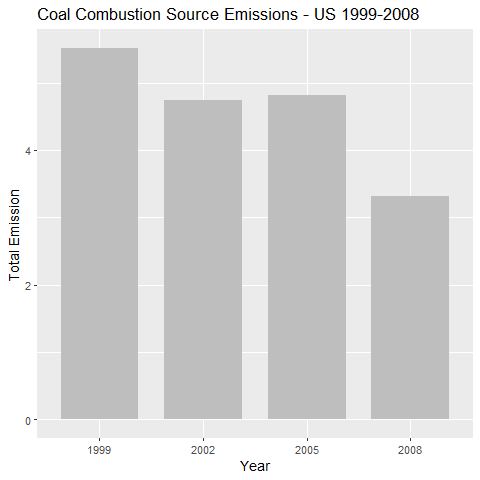 Coal Combustion Source Emissions - US 1999-2008
Total Emission
4
2
0
1999 2002 2005 2008
Year